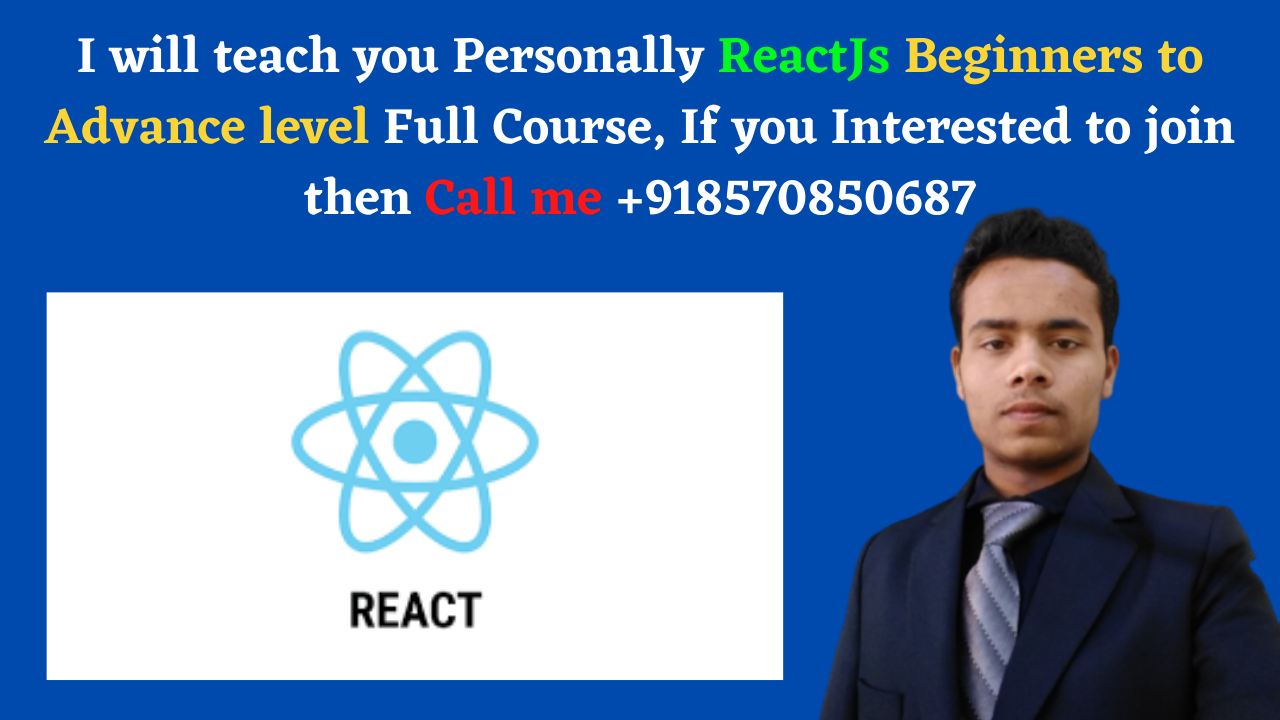 I will teach you Personally ReactJs Beginners to
Advance level Full Course, If you Interested to join
then Call me +918570850687
REACT